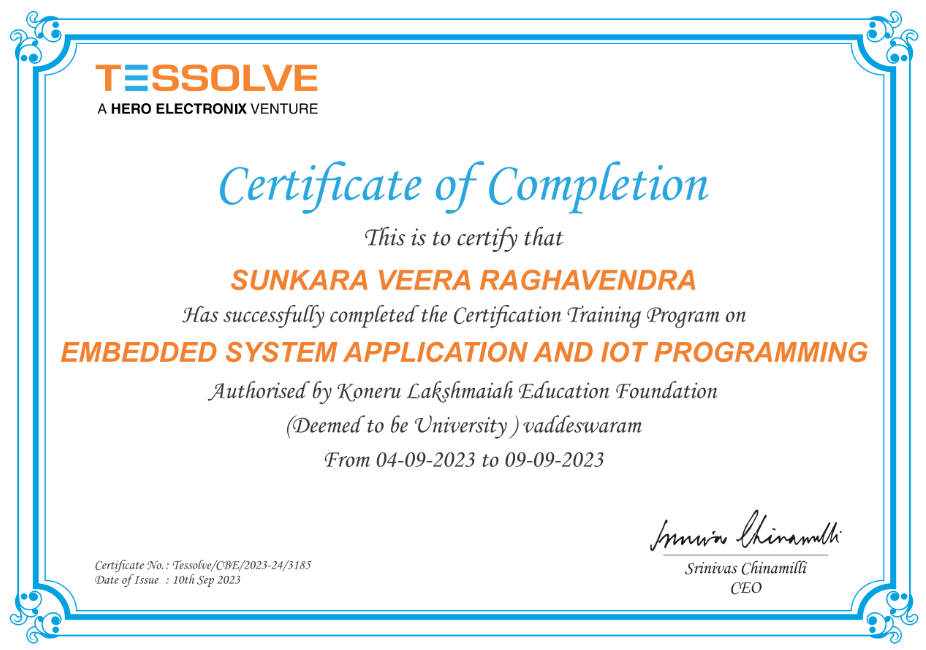 TESSOLVE
A HERO ELECTRONIX VENTURE
Certificate of Completion
This is to certify that
SUNKARA VEERA RAGHAVENDRA
Has successfully completed the Certification Training Program on
EMBEDDED SYSTEM APPLICATION AND IOT PROGRAMMING
Authorised by Koneru Lakshmaiah Education Foundation
(Deemed to be University ) vaddeswaram
From 04-09-2023 to 09-09-2023
Srinivas Chinamilli
Srinivas Chinamilli
CEO
Certificate No. : Tessolve/CBE/2023-24/3185
Date of Issue : 10th Sep 2023